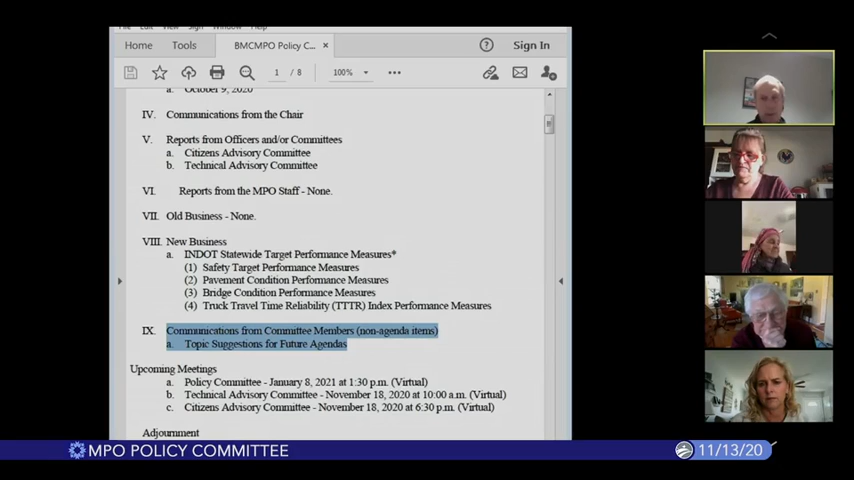 Home Tools BMCMPO Policy C... × Sign In
1 / 8 100%
a. October 9, 2020
IV. Communications from the Chair
V. Reports from Officers and/or Committees
a. Citizens Advisory Committee
b. Technical Advisory Committee
VI. Reports from the MPO Staff - None.
VII. Old Business - None.
VIII. New Business
a. INDOT Statewide Target Performance Measures*
(1) Safety Target Performance Measures
(2) Pavement Condition Performance Measures
(3) Bridge Condition Performance Measures
(4) Truck Travel Time Reliability (TTTR) Index Performance Measures
IX. Communications from Committee Members (non-agenda items)
a. Topic Suggestions for Future Agendas
Upcoming Meetings
a. Policy Committee - January 8, 2021 at 1:30 p.m. (Virtual)
b. Technical Advisory Committee - November 18, 2020 at 10:00 a.m. (Virtual)
c. Citizens Advisory Committee - November 18, 2020 at 6:30 p.m. (Virtual)
Adjournment
MPO POLICY COMMITTEE 11/13/20